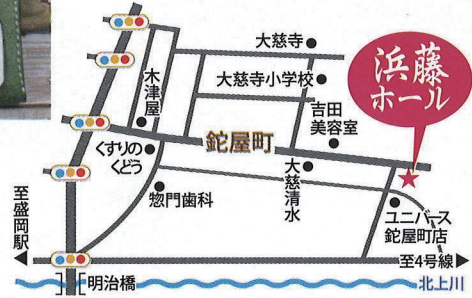 大慈寺
大慈寺小学校
浜藤
ホール
木津屋
吉田
美容室
鉈屋町
くすりの
くどう
大慈清水
惣門歯科
ユニバース
鉈屋町店
至盛岡駅
至4号線
明治橋
北上川